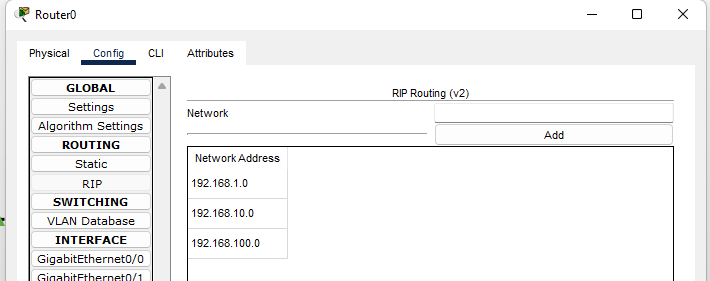 Router0
Physical Config CLI Attributes
GLOBAL
Settings
Algorithm Settings
ROUTING
Static
RIP
SWITCHING
VLAN Database
INTERFACE
GigabitEthernet0/0
GigabitEthernet0/1
RIP Routing (v2)
Network
Add
Network Address
192.168.1.0
192.168.10.0
192.168.100.0